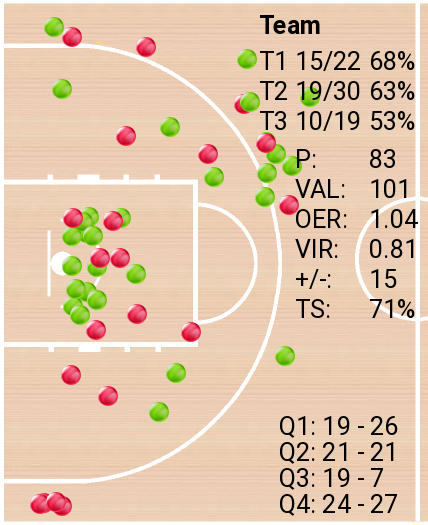 Team
T1 15/22 68%
T2 19/30 63%
T3 10/19 53%
P: 83
VAL: 101
OER: 1.04
VIR: 0.81
+/-: 15
TS: 71%
Q1: 19 - 26
Q2: 21 - 21
Q3: 19 - 7
Q4: 24 - 27